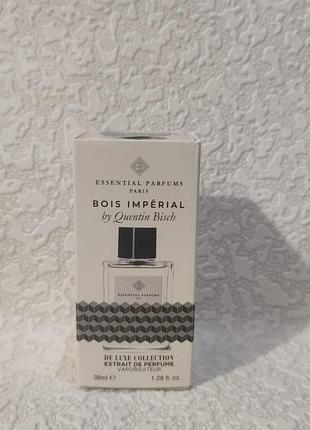 ESSENTIAL PARFUMS
PARIS
BOIS IMPÉRIAL
by Quentin Bisch
ESSENTIAL PARFUMS
DE LUXE COLLECTION
EXTRAIT DE PERFUME
VAPORISATEUR
38ml ℮ 1.28 fl. oz.